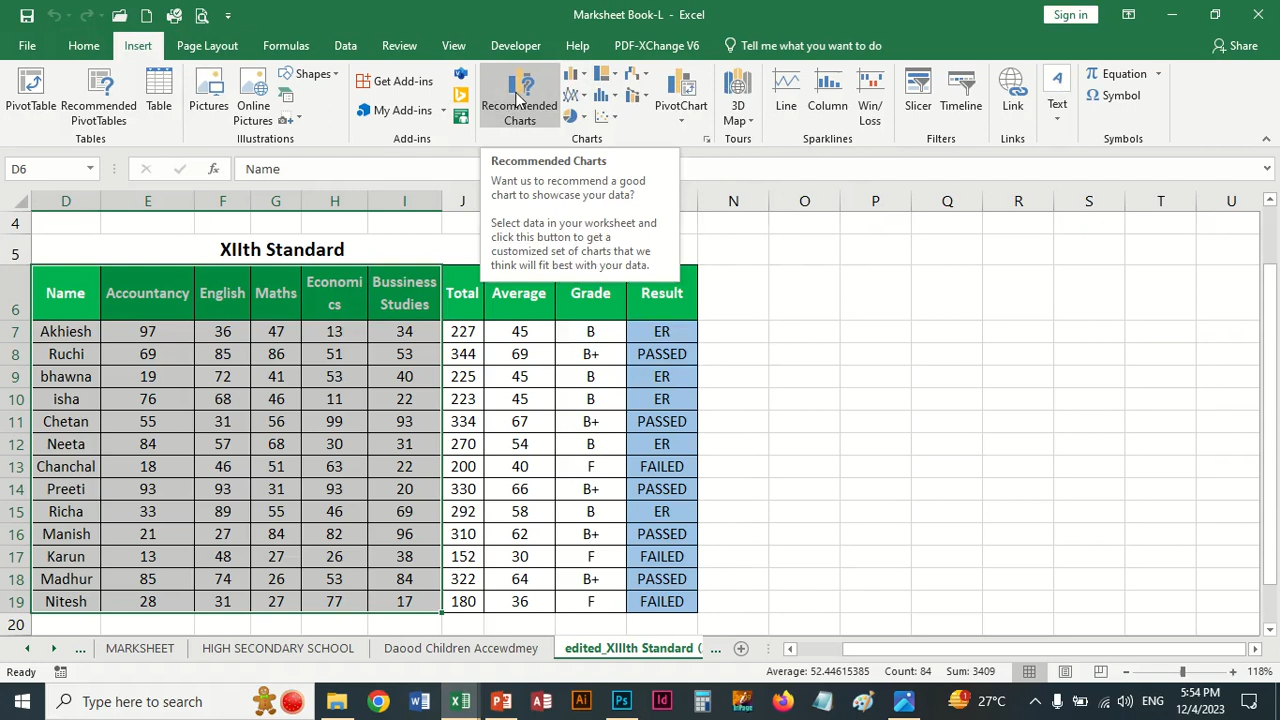 Marksheet Book-L - Excel
Sign in
File Home Insert Page Layout Formulas Data Review View Developer Help PDF-XChange V6 Tell me what you want to do Share
PivotTable
Recommended
PivotTables
Table
Tables
Pictures
Online
Pictures
Shapes
Illustrations
Get Add-ins
My Add-ins
Add-ins
Recommended
Charts
PivotChart
Charts
3D
Map
Tours
Line
Column
Win/
Loss
Sparklines
Slicer
Timeline
Filters
Link
Links
Text
Equation
Symbol
Symbols
D6 fx Name
Recommended Charts
Want us to recommend a good
chart to showcase your data?
Select data in your worksheet and
click this button to get a
customized set of charts that we
think will fit best with your data.
D E F G H I J N O P Q R S T U
4
5 XIIth Standard
6 Name Accountancy English Maths Economi
cs Bussiness
Studies Total Average Grade Result
7 Akhiesh 97 36 47 13 34 227 45 B ER
8 Ruchi 69 85 86 51 53 344 69 B+ PASSED
9 bhawna 19 72 41 53 40 225 45 B ER
10 isha 76 68 46 11 22 223 45 B ER
11 Chetan 55 31 56 99 93 334 67 B+ PASSED
12 Neeta 84 57 68 30 31 270 54 B ER
13 Chanchal 18 46 51 63 22 200 40 F FAILED
14 Preeti 93 93 31 93 20 330 66 B+ PASSED
15 Richa 33 89 55 46 69 292 58 B ER
16 Manish 21 27 84 82 96 310 62 B+ PASSED
17 Karun 13 48 27 26 38 152 30 F FAILED
18 Madhur 85 74 26 53 84 322 64 B+ PASSED
19 Nitesh 28 31 27 77 17 180 36 F FAILED
20
... MARKSHEET HIGH SECONDARY SCHOOL Daood Children Accewdmey edited_XIIIth Standard ( ...
Ready Average: 52.44615385 Count: 84 Sum: 3409 118%
Type here to search 27°C ENG 5:54 PM
12/4/2023